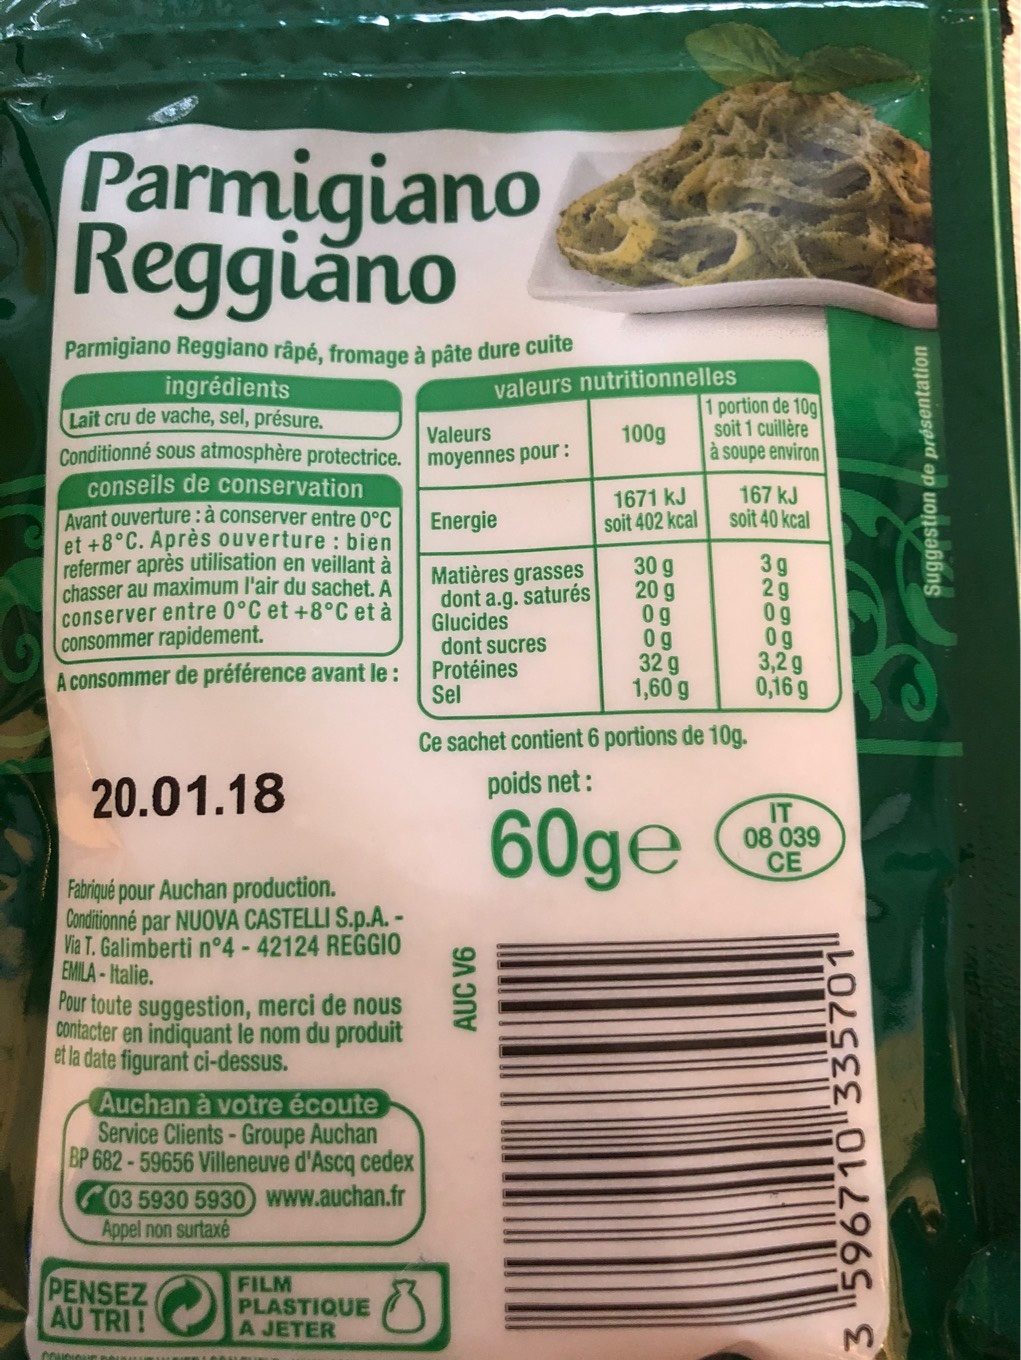 Parmigiano
Reggiano
Parmigiano Reggiano râpé, fromage à pâte dure cuite
ingrédients
Lait cru de vache, sel, présure.
Conditionné sous atmosphère protectrice.
conseils de conservation
Avant ouverture : à conserver entre 0°C
et +8°C. Après ouverture : bien
refermer après utilisation en veillant à
chasser au maximum l'air du sachet. A
conserver entre 0°C et +8°C et à
consommer rapidement.
A consommer de préférence avant le :
20.01.18
valeurs nutritionnelles
Valeurs moyennes pour : 100g 1 portion de 10g soit 1 cuillère à soupe environ
Energie 1671 kJ soit 402 kcal 167 kJ soit 40 kcal
Matières grasses 30 g 3 g
dont a.g. saturés 20 g 2 g
Glucides 0 g 0 g
dont sucres 0 g 0 g
Protéines 32 g 3,2 g
Sel 1,60 g 0,16 g
Ce sachet contient 6 portions de 10g.
poids net :
60g e
IT
08 039
CE
Suggestion de présentation
Fabriqué pour Auchan production.
Conditionné par NUOVA CASTELLI S.p.A. -
Via T. Galimberti n°4 - 42124 REGGIO
EMILA - Italie.
Pour toute suggestion, merci de nous
contacter en indiquant le nom du produit
et la date figurant ci-dessus.
Auchan à votre écoute
Service Clients - Groupe Auchan
BP 682 - 59656 Villeneuve d'Ascq cedex
03 5930 5930 www.auchan.fr
Appel non surtaxé
AUC V6
3 596710 335701
PENSEZ
AU TRI !
FILM
PLASTIQUE
A JETER